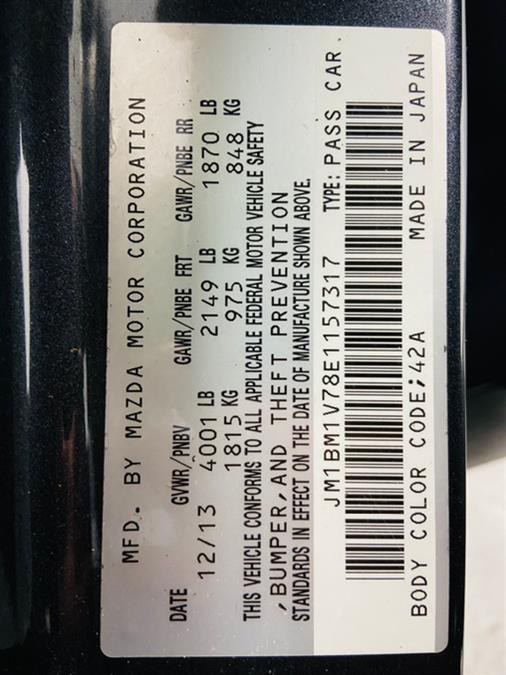 MFD. BY MAZDA MOTOR CORPORATION
DATE GVWR/PNBV GAWR/PNBE FRT GAWR/PNBE RR
12/13 4001 LB 2149 LB 1870 LB
1815 KG 975 KG 848 KG
THIS VEHICLE CONFORMS TO ALL APPLICABLE FEDERAL MOTOR VEHICLE SAFETY
,BUMPER,AND THEFT PREVENTION
STANDARDS IN EFFECT ON THE DATE OF MANUFACTURE SHOWN ABOVE.
JM1BM1V78E1157317 TYPE: PASS CAR
BODY COLOR CODE;42A MADE IN JAPAN